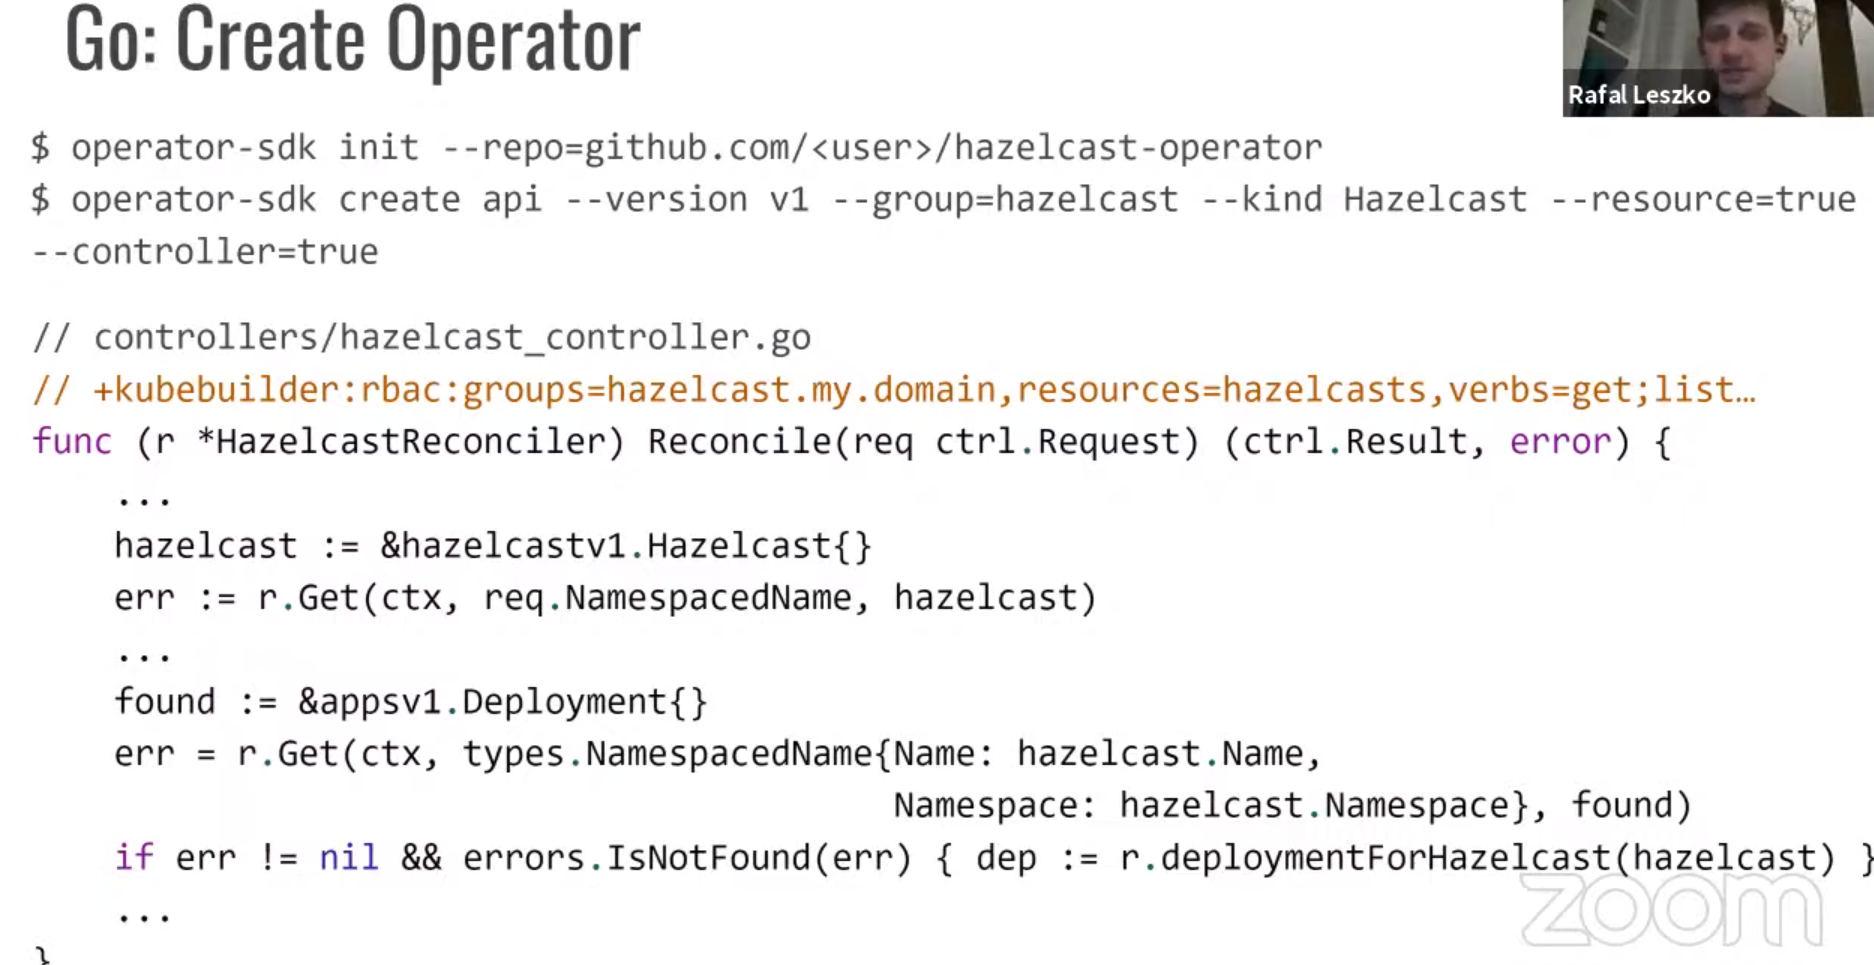 Go: Create Operator
Rafal Leszko
$ operator-sdk init --repo=github.com/<user>/hazelcast-operator
$ operator-sdk create api --version v1 --group=hazelcast --kind Hazelcast --resource=true
--controller=true
// controllers/hazelcast_controller.go
// +kubebuilder:rbac:groups=hazelcast.my.domain,resources=hazelcasts,verbs=get;list…
func (r *HazelcastReconciler) Reconcile(req ctrl.Request) (ctrl.Result, error) {
...
hazelcast := &hazelcastv1.Hazelcast{}
err := r.Get(ctx, req.NamespacedName, hazelcast)
...
found := &appsv1.Deployment{}
err = r.Get(ctx, types.NamespacedName{Name: hazelcast.Name,
Namespace: hazelcast.Namespace}, found)
if err != nil && errors.IsNotFound(err) { dep := r.deploymentForHazelcast(hazelcast) }
...
}
zoom